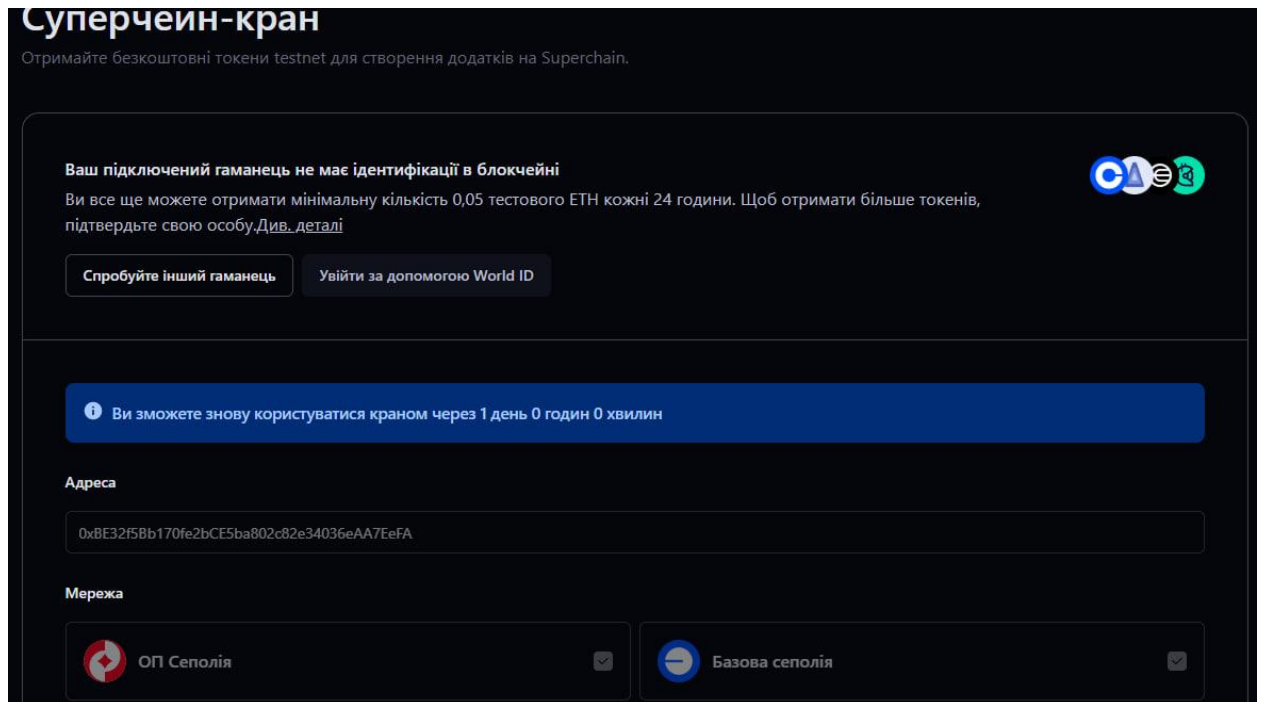 Суперчейн-кран
Отримайте безкоштовні токени testnet для створення додатків на Superchain.
Ваш підключений гаманець не має ідентифікації в блокчейні
Ви все ще можете отримати мінімальну кількість 0,05 тестового ETH кожні 24 години. Щоб отримати більше токенів,
підтвердьте свою особу.Див. деталі
Спробуйте інший гаманець
Увійти за допомогою World ID
Ви зможете знову користуватися краном через 1 день 0 годин 0 хвилин
Адреса
0xBE32f5Bb170fe2bCE5ba802c82e34036eAA7EeFA
Мережа
ОП Сеполія
Базова сеполія